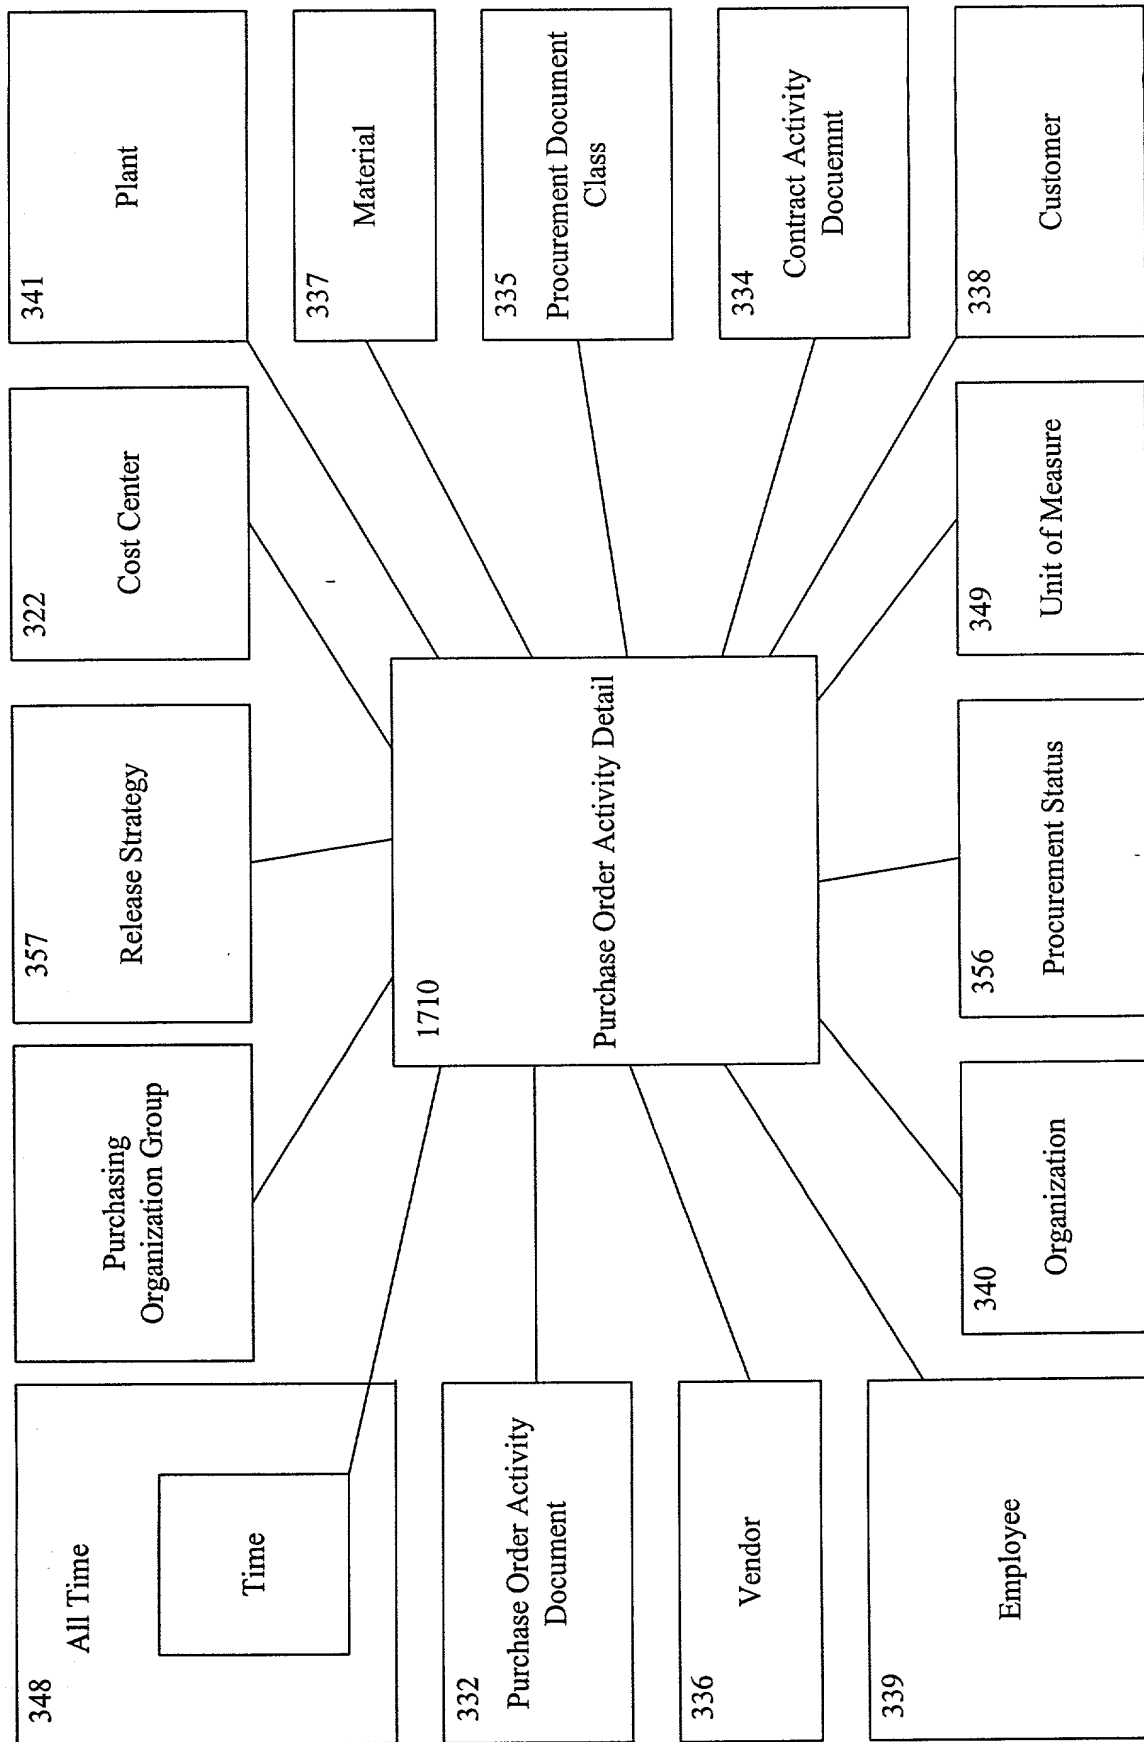 348
All Time
Time
Purchasing
Organization Group
357
Release Strategy
322
Cost Center
341
Plant
332
Purchase Order Activity
Document
1710
Purchase Order Activity Detail
337
Material
336
Vendor
335
Procurement Document
Class
339
Employee
334
Contract Activity
Docuemnt
340
Organization
356
Procurement Status
349
Unit of Measure
338
Customer